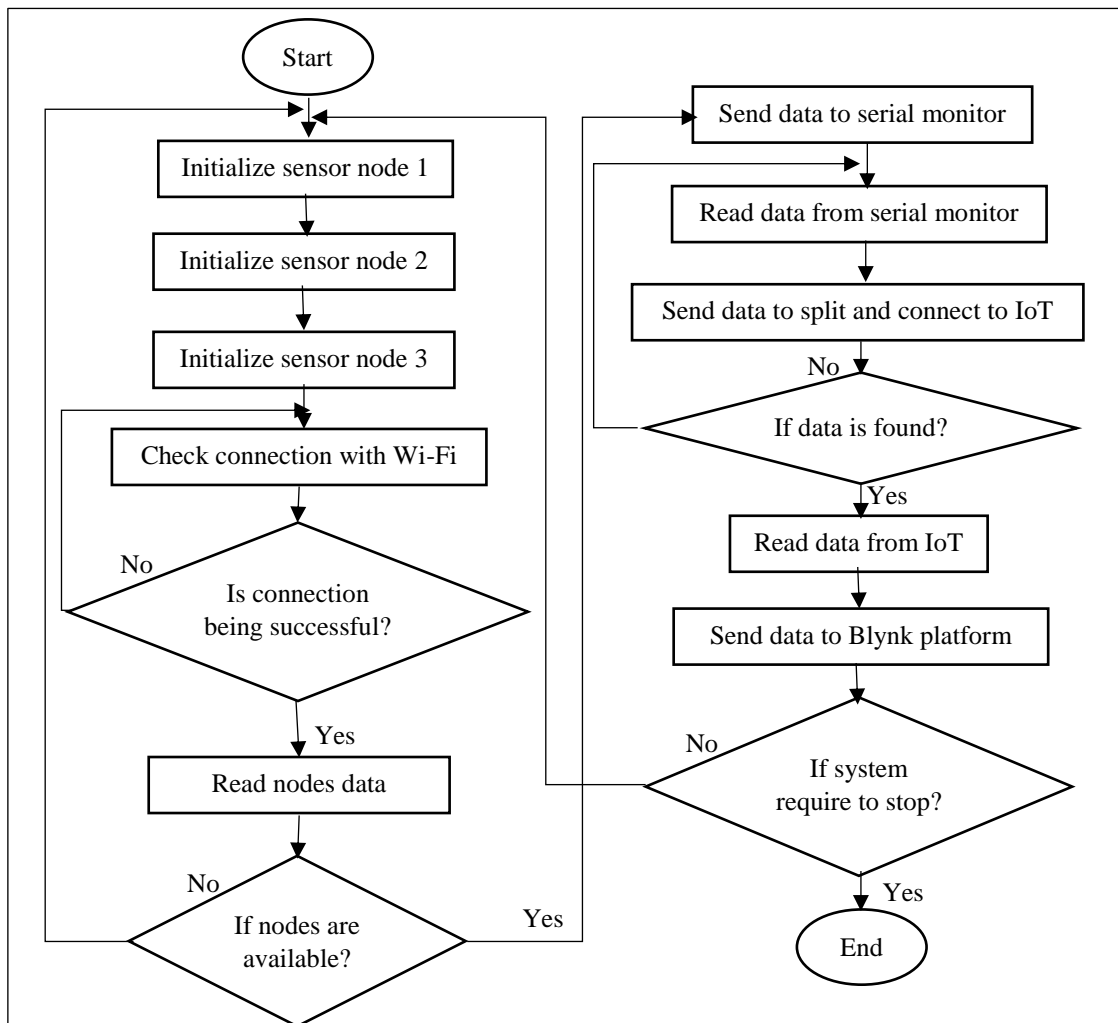 Start
Initialize sensor node 1
Initialize sensor node 2
Initialize sensor node 3
Check connection with Wi-Fi
No
Is connection
being successful?
Yes
Read nodes data
No
If nodes are
available?
Yes
Send data to serial monitor
Read data from serial monitor
Send data to split and connect to IoT
No
If data is found?
Yes
Read data from IoT
Send data to Blynk platform
No
If system
require to stop?
Yes
End